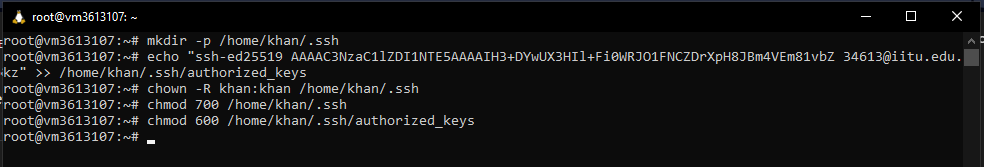 root@vm3613107: ~
root@vm3613107:~# mkdir -p /home/khan/.ssh
root@vm3613107:~# echo "ssh-ed25519 AAAAC3NzaC1lZDI1NTE5AAAAIH3+DYwUX3HIl+Fi0WRJO1FNCZDrXpH8JBm4VEm81vbZ 34613@iitu.edu.
kz" >> /home/khan/.ssh/authorized_keys
root@vm3613107:~# chown -R khan:khan /home/khan/.ssh
root@vm3613107:~# chmod 700 /home/khan/.ssh
root@vm3613107:~# chmod 600 /home/khan/.ssh/authorized_keys
root@vm3613107:~#